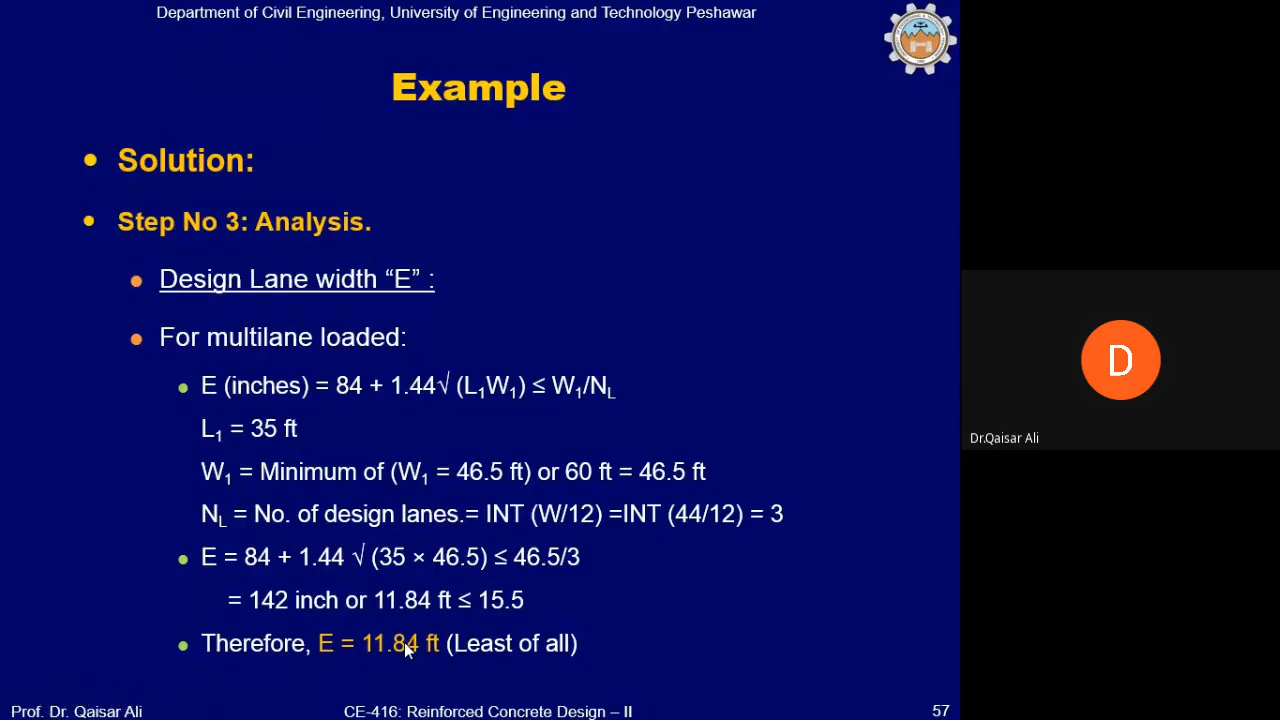 Department of Civil Engineering, University of Engineering and Technology Peshawar
Example
• Solution:
• Step No 3: Analysis.
• Design Lane width “E” :
• For multilane loaded:
• E (inches) = 84 + 1.44√ (L₁W₁) ≤ W₁/N_L
L₁ = 35 ft
W₁ = Minimum of (W₁ = 46.5 ft) or 60 ft = 46.5 ft
N_L = No. of design lanes.= INT (W/12) =INT (44/12) = 3
• E = 84 + 1.44 √ (35 × 46.5) ≤ 46.5/3
= 142 inch or 11.84 ft ≤ 15.5
• Therefore, E = 11.84 ft (Least of all)
D
Dr.Qaisar Ali
Prof. Dr. Qaisar Ali
CE-416: Reinforced Concrete Design – II
57